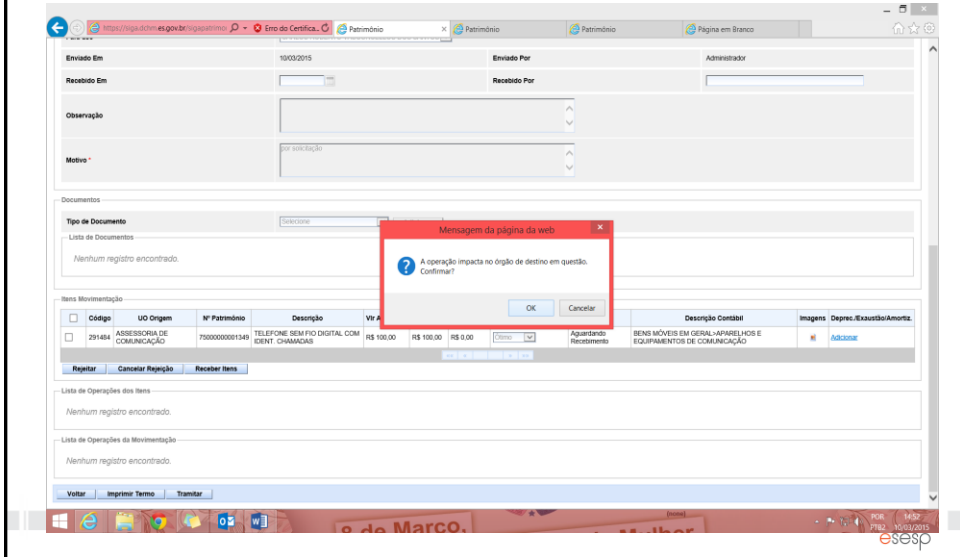 https://siga.dchm.es.gov.br/sigapatrimoi
Erro do Certifica...
Patrimônio
Patrimônio
Patrimônio
Página em Branco
Enviado Em 10/03/2015 Enviado Por Administrador
Recebido Em Recebido Por
Observação
Motivo * por solicitação
Documentos
Tipo de Documento Selecione
Lista de Documentos
Nenhum registro encontrado.
Mensagem da página da web
A operação impacta no órgão de destino em questão.
Confirmar?
OK Cancelar
Itens Movimentação
Código UO Origem Nº Patrimônio Descrição Vlr A Descrição Contábil Imagens Deprec./Exaustão/Amortiz.
291484 ASSESSORIA DE COMUNICAÇÃO 75000000001349 TELEFONE SEM FIO DIGITAL COM IDENT. CHAMADAS R$ 100,00 R$ 100,00 R$ 0,00 Ótimo Aguardando Recebimento BENS MÓVEIS EM GERAL>APARELHOS E EQUIPAMENTOS DE COMUNICAÇÃO Adicionar
Rejeitar Cancelar Rejeição Receber Itens
Lista de Operações dos Itens
Nenhum registro encontrado.
Lista de Operações da Movimentação
Nenhum registro encontrado.
Voltar Imprimir Termo Tramitar
8 de Março,
Mulher
POR 14:52
PTB2 10/03/2015
esesp